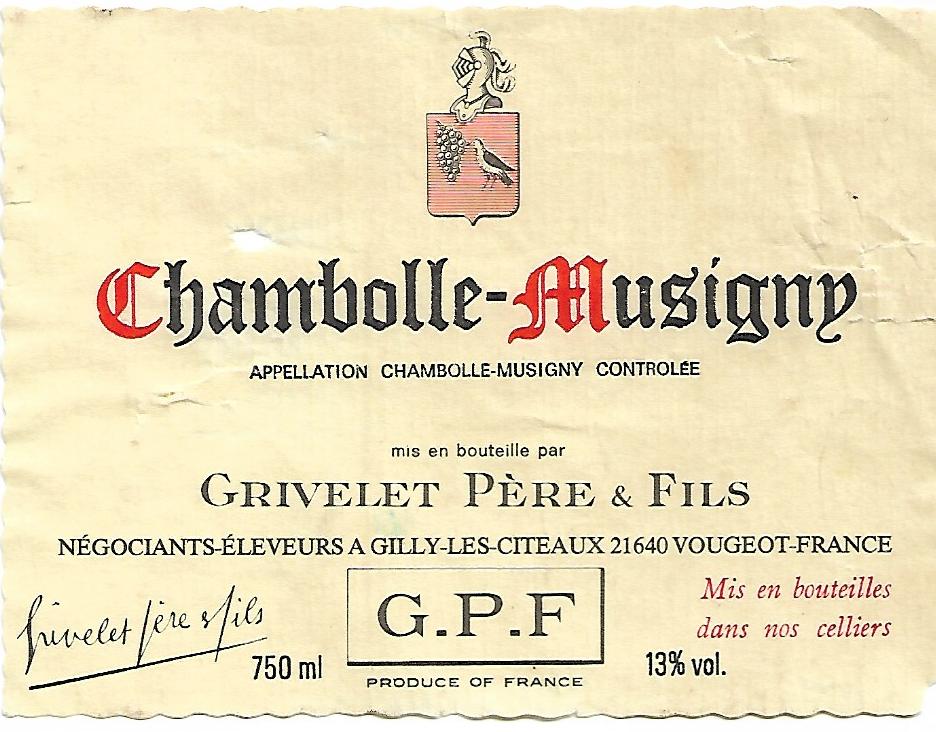 Chambolle-Musigny
APPELLATION CHAMBOLLE-MUSIGNY CONTROLÉE
mis en bouteille par
GRIVELET PÈRE & FILS
NÉGOCIANTS-ÉLEVEURS A GILLY-LES-CITEAUX 21640 VOUGEOT-FRANCE
Grivelet père & fils
750 ml
G.P.F
PRODUCE OF FRANCE
Mis en bouteilles
dans nos celliers
13% vol.